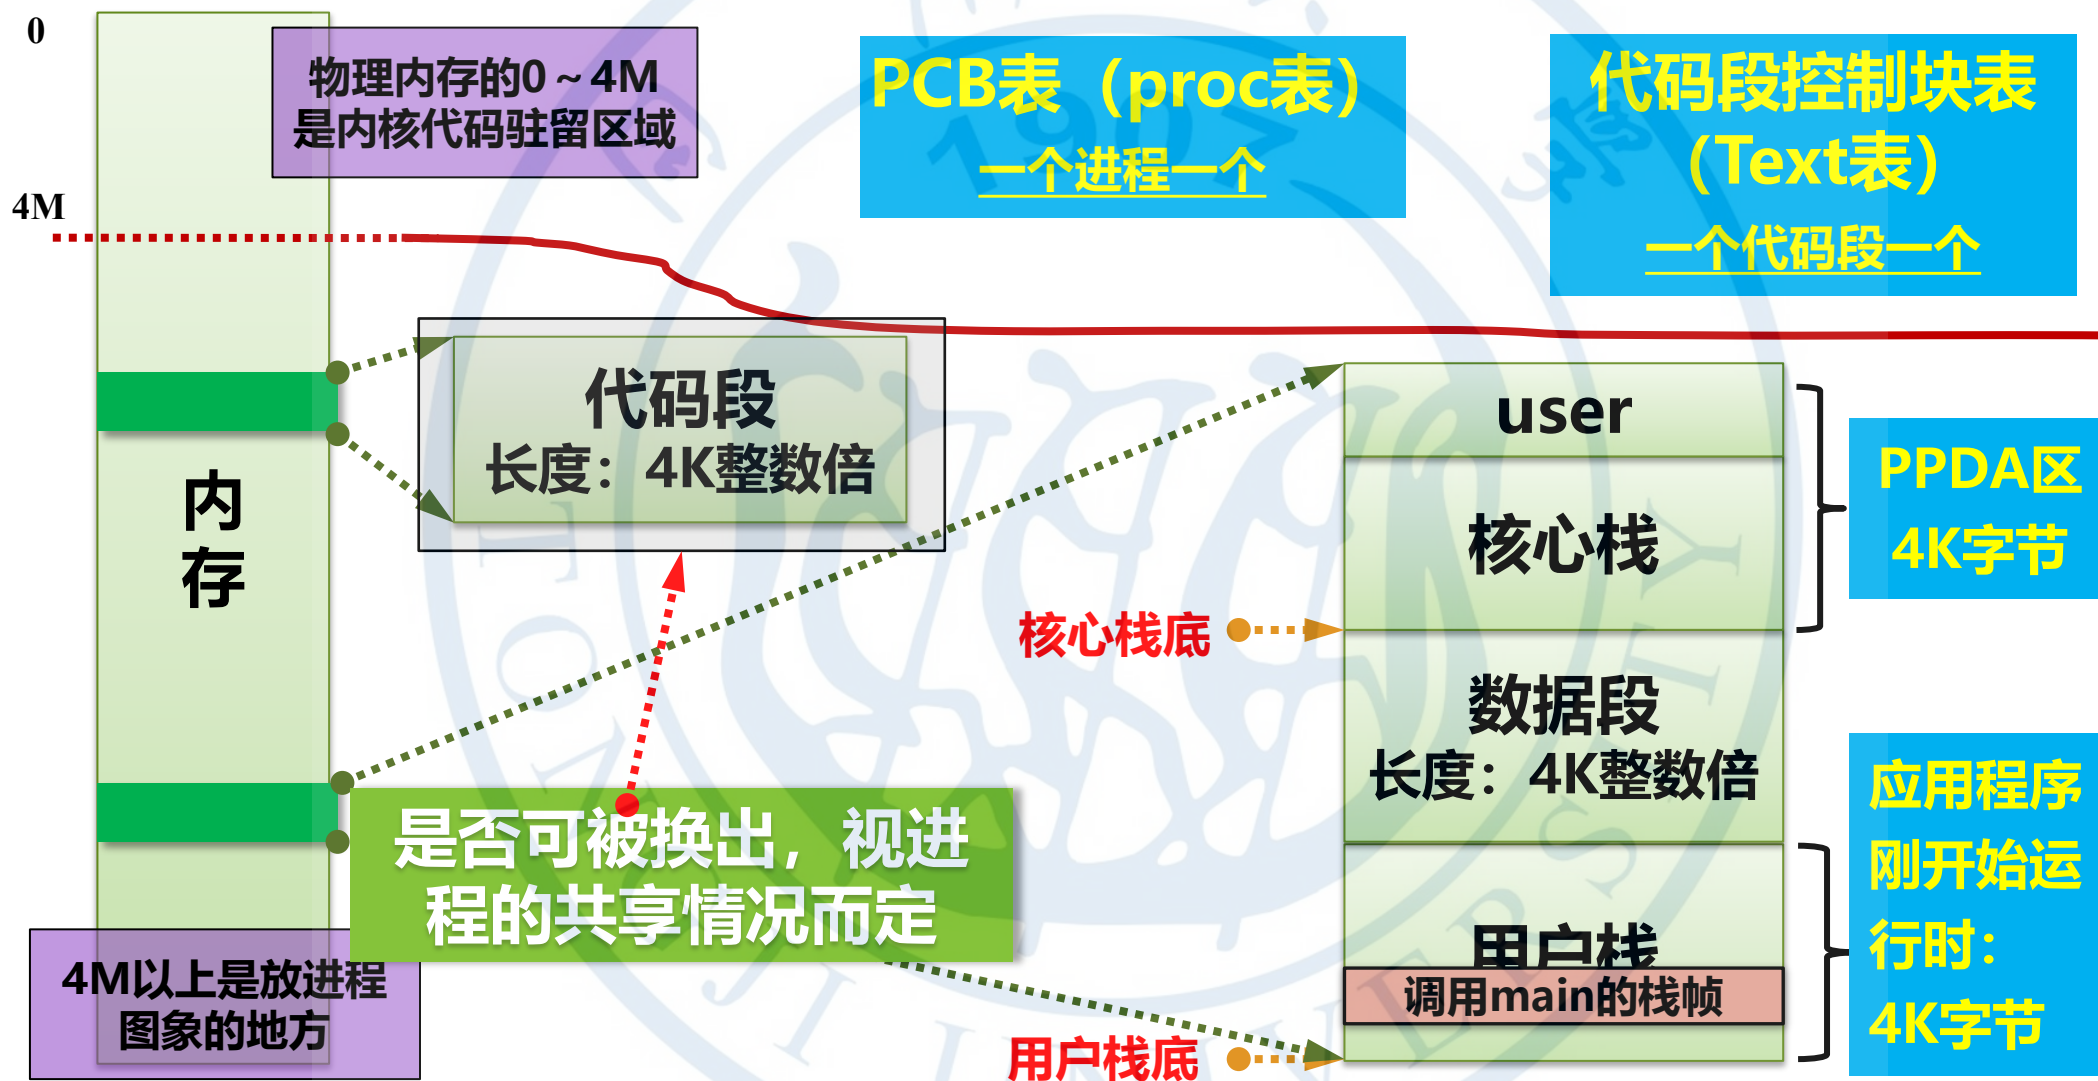 0
物理内存的0～4M
是内核代码驻留区域
PCB表（proc表）
一个进程一个
代码段控制块表
（Text表）
一个代码段一个
4M
代码段
长度：4K整数倍
user
PPDA区
4K字节
内
存
核心栈
核心栈底
数据段
长度：4K整数倍
应用程序
刚开始运
行时：
4K字节
是否可被换出，视进
程的共享情况而定
用户栈
调用main的栈帧
4M以上是放进程
图象的地方
用户栈底
1907
TONGJI UNIVERSITY